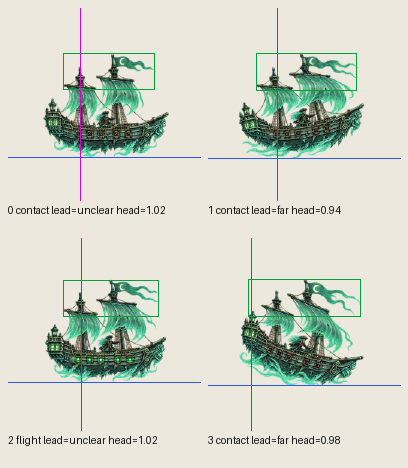 0 contact lead=unclear head=1.02
1 contact lead=far head=0.94
2 flight lead=unclear head=1.02
3 contact lead=far head=0.98